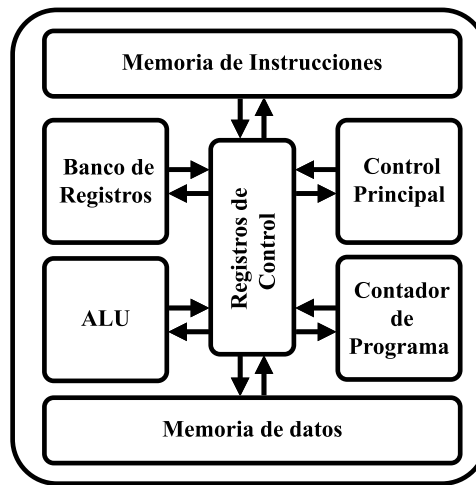 Memoria de Instrucciones
Banco de
Registros
Control
Principal
Registros de
Control
ALU
Contador
de
Programa
Memoria de datos